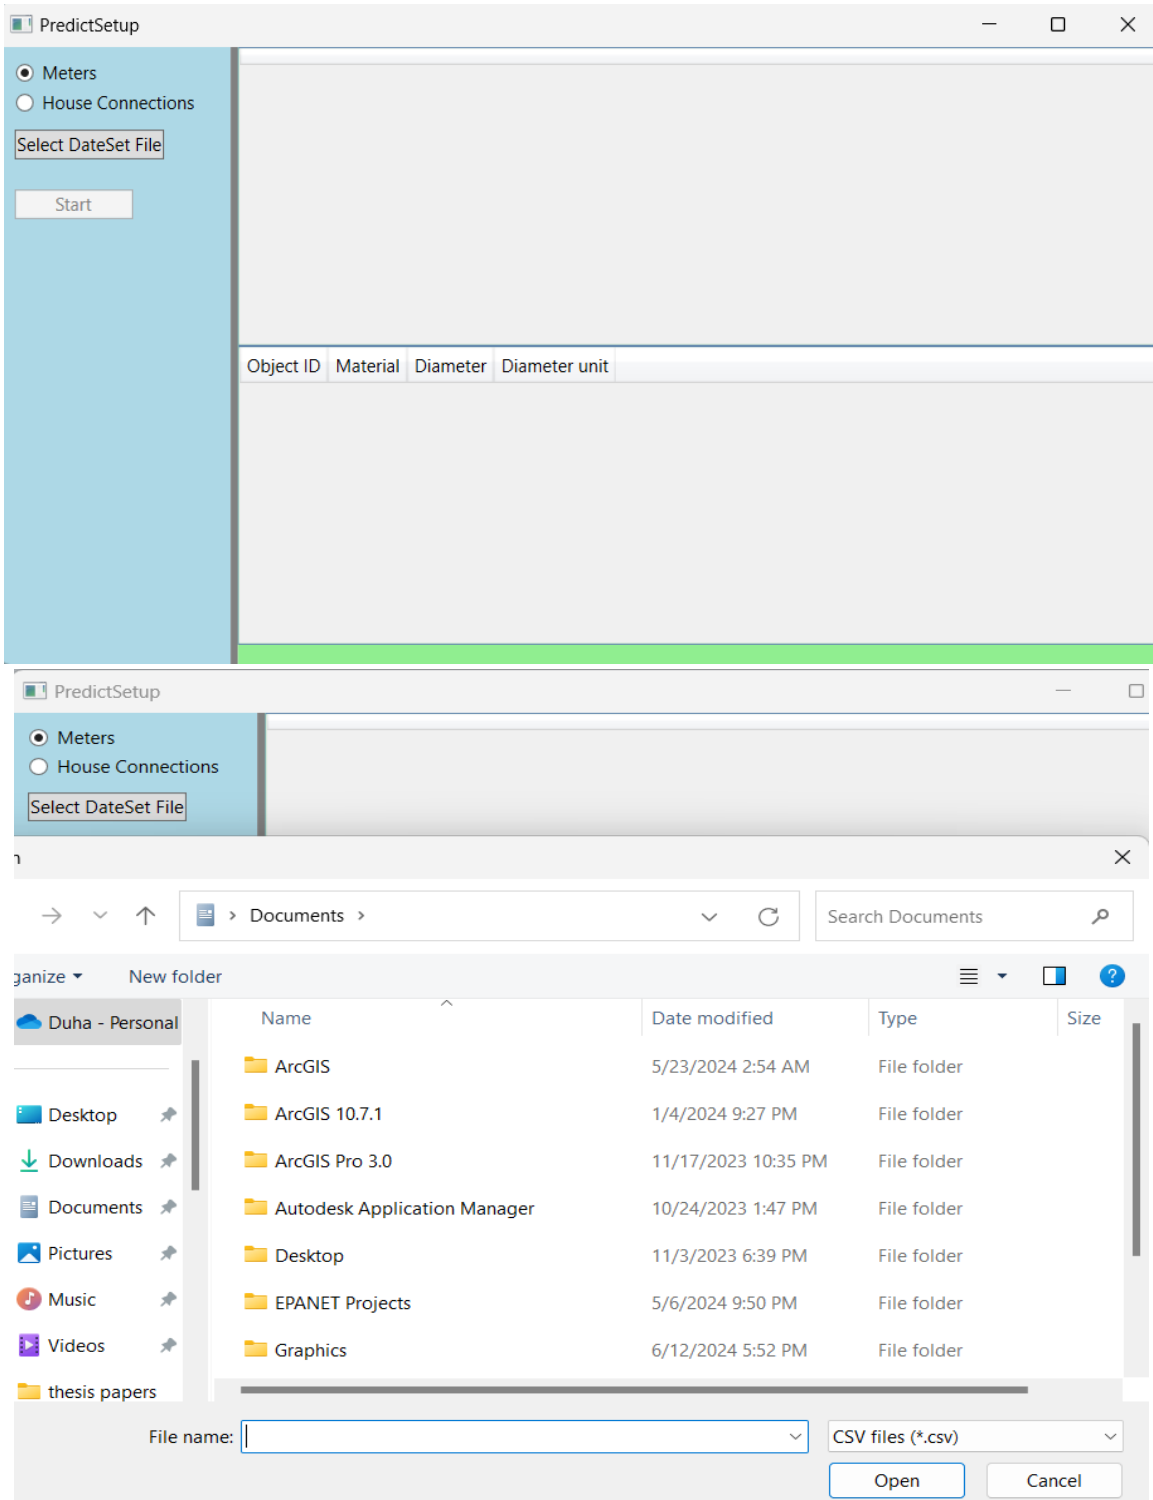 PredictSetup
Meters
House Connections
Select DateSet File
Start
Object ID Material Diameter Diameter unit
PredictSetup
Meters
House Connections
Select DateSet File
n
Documents
Search Documents
ganize
New folder
?
Duha - Personal
Name Date modified Type Size
ArcGIS 5/23/2024 2:54 AM File folder
Desktop
ArcGIS 10.7.1 1/4/2024 9:27 PM File folder
Downloads
ArcGIS Pro 3.0 11/17/2023 10:35 PM File folder
Documents
Autodesk Application Manager 10/24/2023 1:47 PM File folder
Pictures
Desktop 11/3/2023 6:39 PM File folder
Music
EPANET Projects 5/6/2024 9:50 PM File folder
Videos
Graphics 6/12/2024 5:52 PM File folder
thesis papers
File name:
CSV files (*.csv)
Open
Cancel